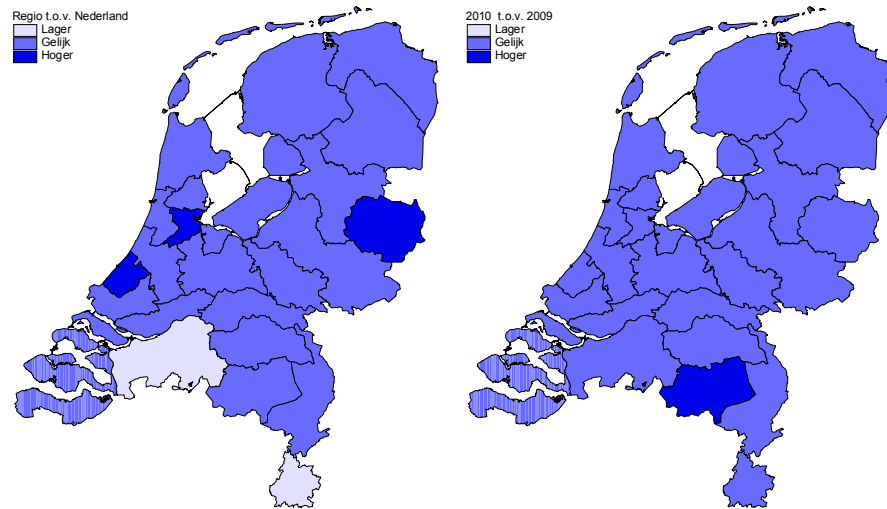 Regio t.o.v. Nederland
Lager
Gelijk
Hoger
2010 t.o.v. 2009
Lager
Gelijk
Hoger